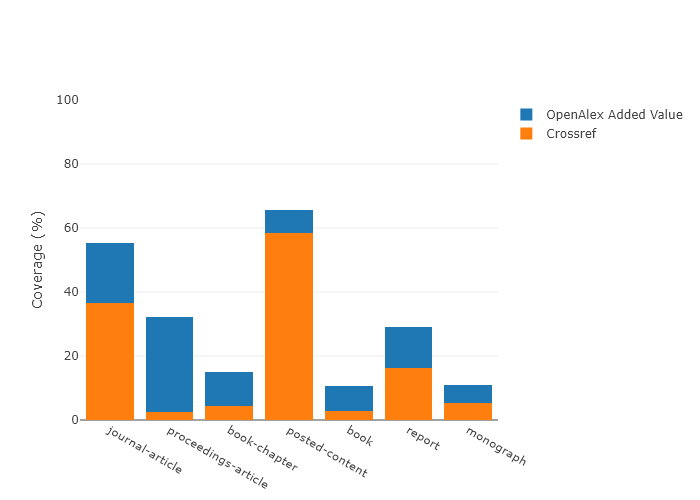 100
80
60
40
20
0
Coverage (%)
journal-article
proceedings-article
book-chapter
posted-content
book
report
monograph
OpenAlex Added Value
Crossref